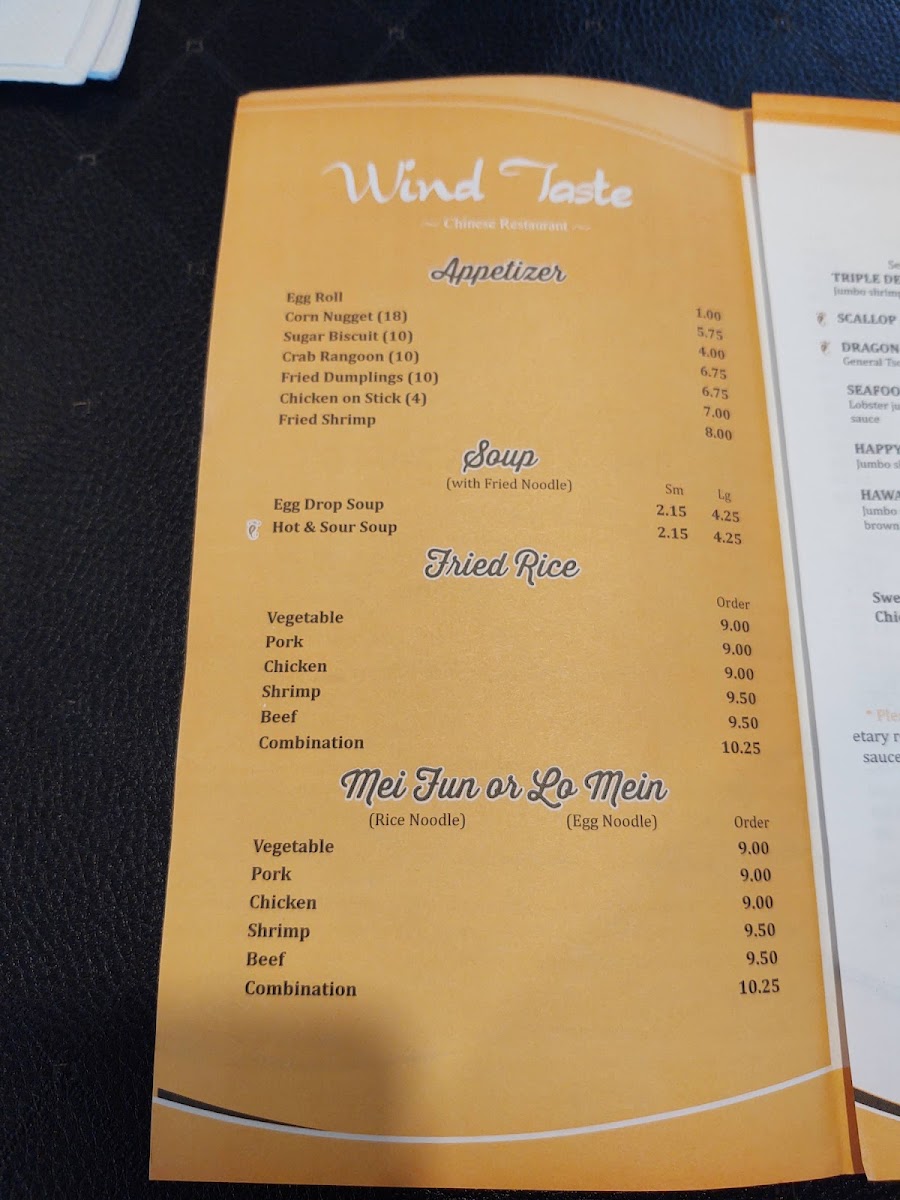 Wind Taste
~ Chinese Restaurant ~
Appetizer
Egg Roll 1.00
Corn Nugget (18) 5.75
Sugar Biscuit (10) 4.00
Crab Rangoon (10) 6.75
Fried Dumplings (10) 6.75
Chicken on Stick (4) 7.00
Fried Shrimp 8.00
Soup
(with Fried Noodle) Sm Lg
Egg Drop Soup 2.15 4.25
Hot & Sour Soup 2.15 4.25
Fried Rice
Order
Vegetable 9.00
Pork 9.00
Chicken 9.00
Shrimp 9.50
Beef 9.50
Combination 10.25
Mei Fun or Lo Mein
(Rice Noodle) (Egg Noodle) Order
Vegetable 9.00
Pork 9.00
Chicken 9.00
Shrimp 9.50
Beef 9.50
Combination 10.25
Se
TRIPLE DE
Jumbo shrimp
SCALLOP
DRAGON
General Tso
SEAFOO
Lobster ju
sauce
HAPPY
Jumbo sh
HAWA
Jumbo
brown
Swe
Chi
* Ple
etary r
sauce